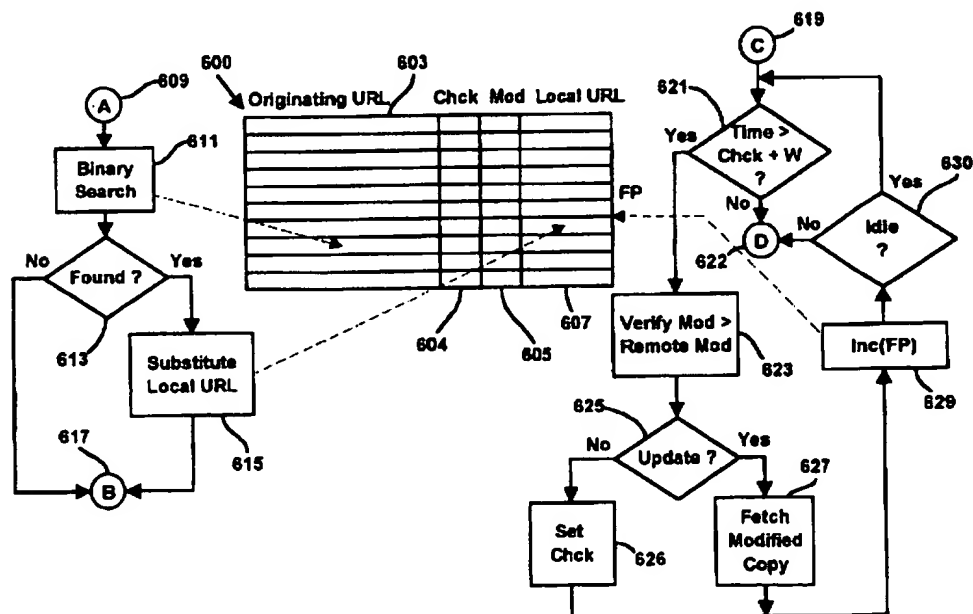 609
A
611
Binary
Search
No
Found ?
Yes
613
Substitute
Local URL
615
617
B
600
603
Originating URL
Chck
Mod
Local URL
FP
604
605
607
C
619
621
Time >
Chck + W
?
Yes
No
D
622
630
Idle
?
Yes
No
Verify Mod >
Remote Mod
623
Inc(FP)
629
625
Update ?
No
Yes
627
Set
Chck
626
Fetch
Modified
Copy